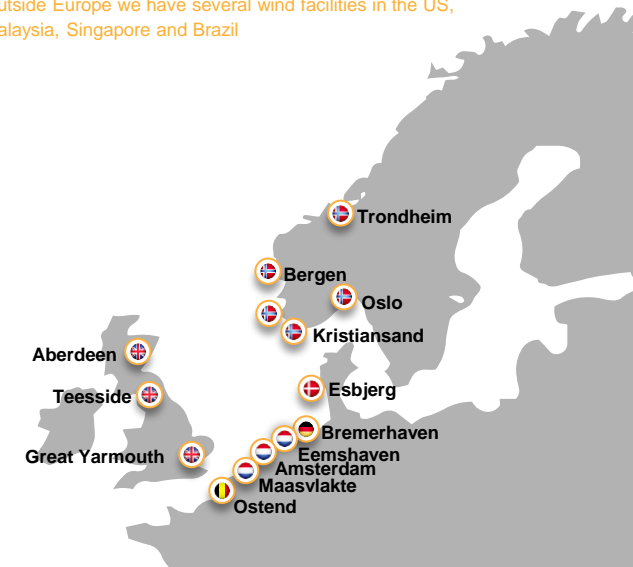 utside Europe we have several wind facilities in the US,
alaysia, Singapore and Brazil
Trondheim
Bergen
Oslo
Kristiansand
Aberdeen
Teesside
Esbjerg
Great Yarmouth
Bremerhaven
Eemshaven
Amsterdam
Maasvlakte
Ostend